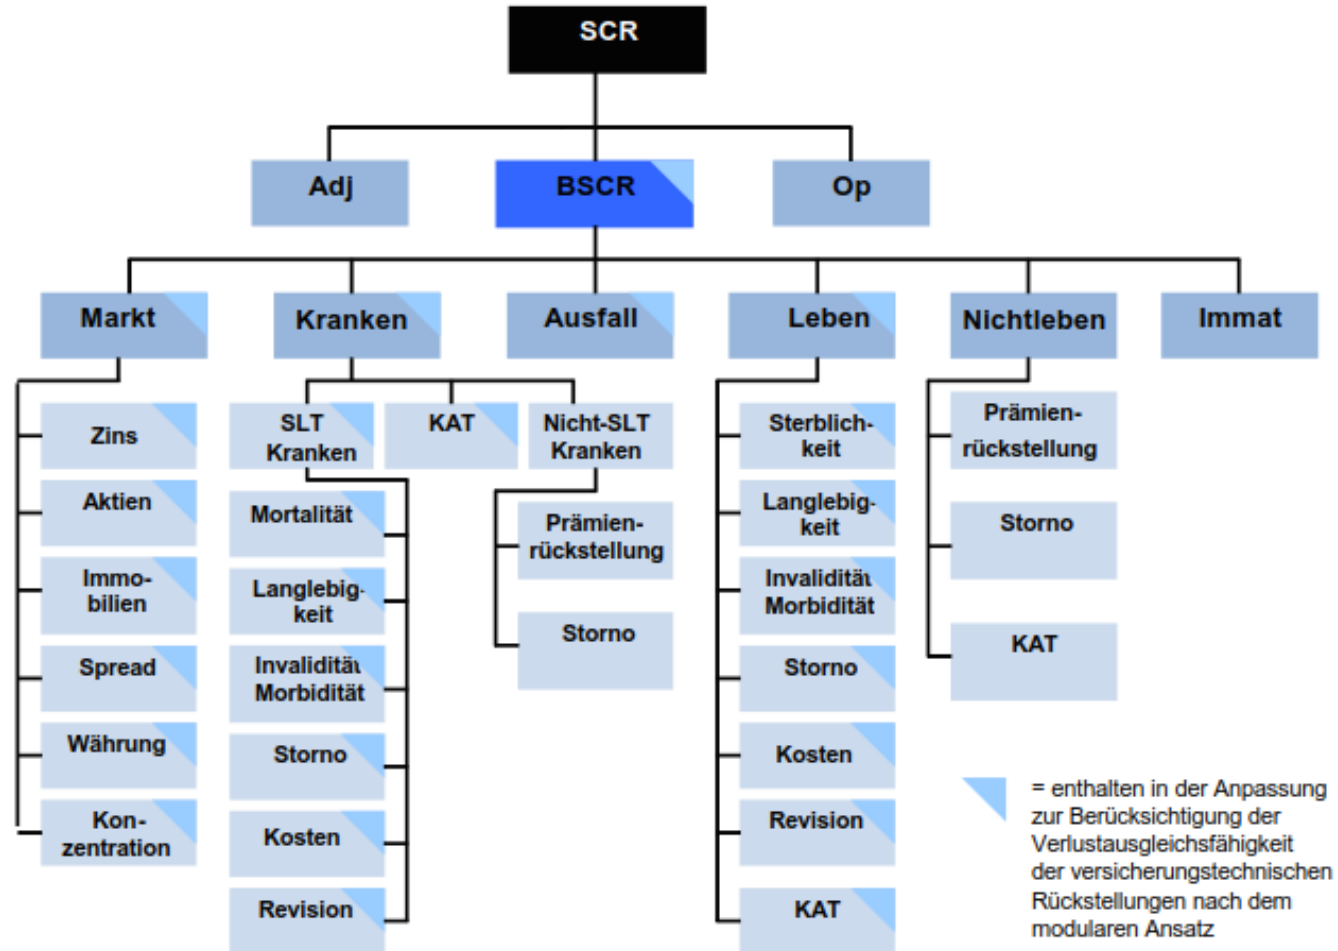 SCR
Adj
BSCR
Op
Markt
Kranken
Ausfall
Leben
Nichtleben
Immat
Zins
Aktien
Immo-
bilien
Spread
Währung
Kon-
zentration
SLT
Kranken
Mortalität
Langlebig-
keit
Invalidität
Morbidität
Storno
Kosten
Revision
KAT
Nicht-SLT
Kranken
Prämien-
rückstellung
Storno
Sterblich-
keit
Langlebig-
keit
Invalidität
Morbidität
Storno
Kosten
Revision
KAT
Prämien-
rückstellung
Storno
KAT
= enthalten in der Anpassung
zur Berücksichtigung der
Verlustausgleichsfähigkeit
der versicherungstechnischen
Rückstellungen nach dem
modularen Ansatz